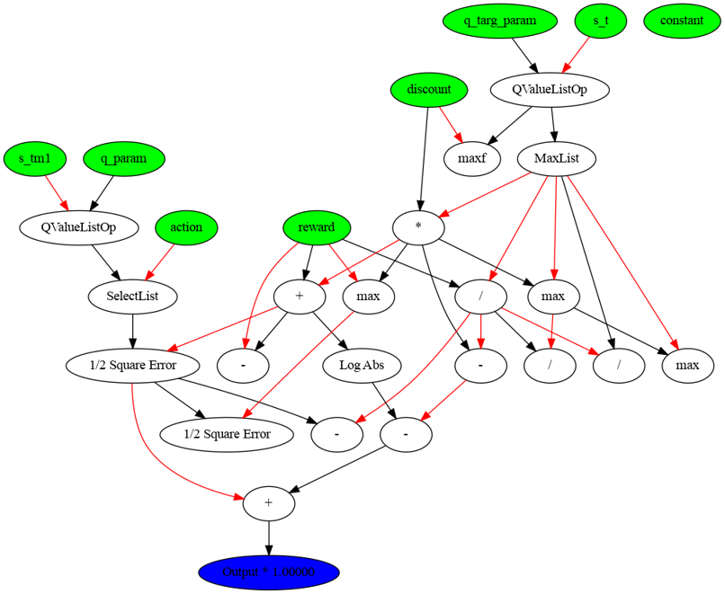 q_targ_param s_t constant
discount QValueListOp
s_tm1 q_param maxf MaxList
QValueListOp action reward *
SelectList + max / max
1/2 Square Error - Log Abs - / / max
1/2 Square Error - -
+
Output * 1.00000